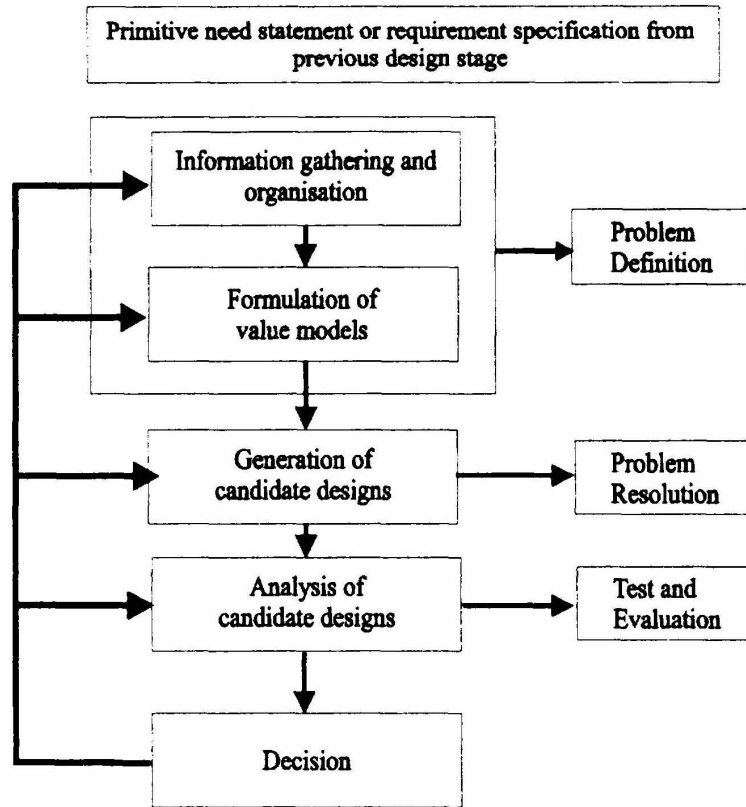 Primitive need statement or requirement specification from
previous design stage
Information gathering and
organisation
Problem
Definition
Formulation of
value models
Generation of
candidate designs
Problem
Resolution
Analysis of
candidate designs
Test and
Evaluation
Decision